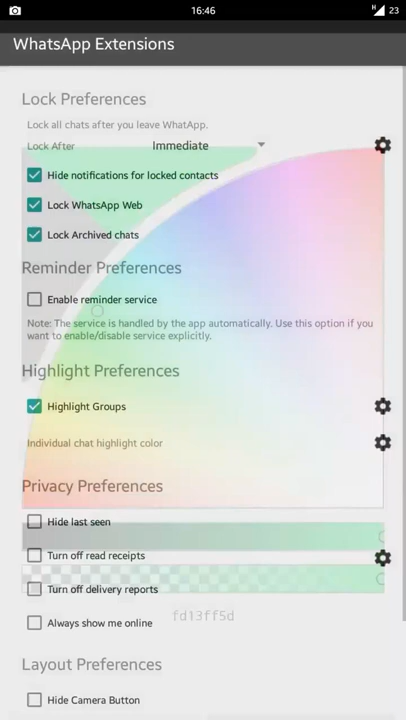 16:46
H
23
WhatsApp Extensions
Lock Preferences
Lock all chats after you leave WhatApp.
Lock After Immediate
Hide notifications for locked contacts
Lock WhatsApp Web
Lock Archived chats
Reminder Preferences
Enable reminder service
Note: The service is handled by the app automatically. Use this option if you
want to enable/disable service explicitly.
Highlight Preferences
Highlight Groups
Individual chat highlight color
Privacy Preferences
Hide last seen
Turn off read receipts
Turn off delivery reports
fd13ff5d
Always show me online
Layout Preferences
Hide Camera Button